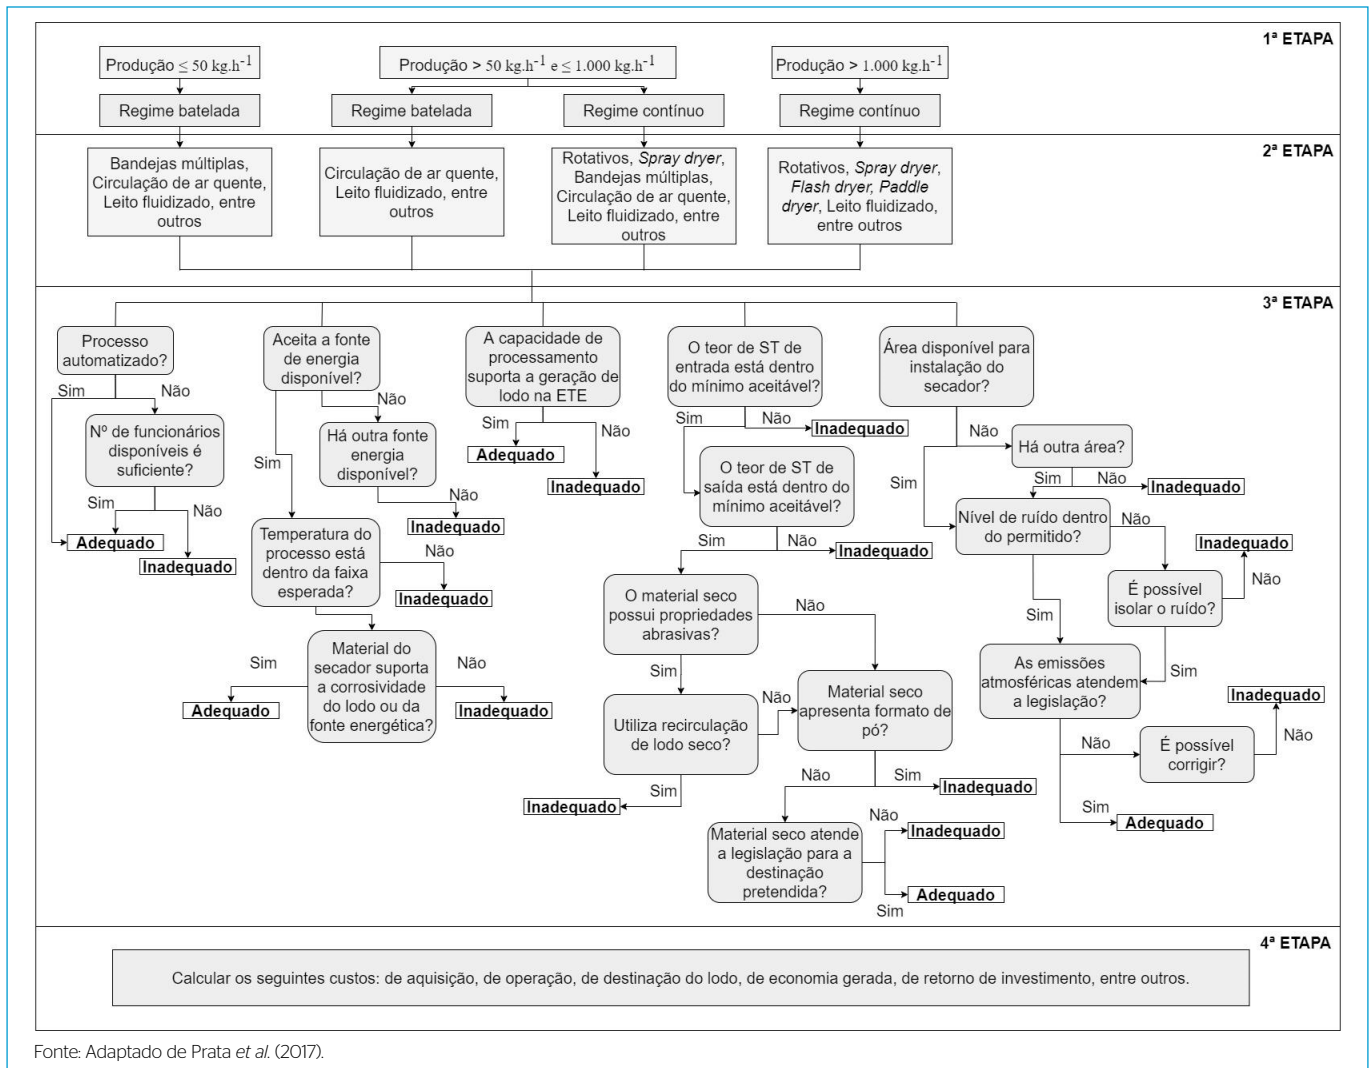 1ª ETAPA
Produção ≤ 50 kg.h-1
Produção > 50 kg.h-1 e ≤ 1.000 kg.h-1
Produção > 1.000 kg.h-1
Regime batelada
Regime batelada
Regime contínuo
Regime contínuo
2ª ETAPA
Bandejas múltiplas,
Circulação de ar quente,
Leito fluidizado, entre
outros
Circulação de ar quente,
Leito fluidizado, entre
outros
Rotativos, Spray dryer,
Bandejas múltiplas,
Circulação de ar quente,
Leito fluidizado, entre
outros
Rotativos, Spray dryer,
Flash dryer, Paddle
dryer, Leito fluidizado,
entre outros
3ª ETAPA
Processo
automatizado?
Sim
Não
Nº de funcionários
disponíveis é
suficiente?
Sim
Não
Adequado
Inadequado
Aceita a fonte
de energia
disponível?
Não
Sim
Há outra fonte
energia
disponível?
Não
Inadequado
Temperatura do
processo está
dentro da faixa
esperada?
Não
Inadequado
Material do
secador suporta
a corrosividade
do lodo ou da
fonte energética?
Sim
Não
Adequado
Inadequado
A capacidade de
processamento
suporta a geração de
lodo na ETE
Sim
Não
Adequado
Inadequado
O teor de ST de
entrada está dentro
do mínimo aceitável?
Sim
Não
Inadequado
O teor de ST de
saída está dentro do
mínimo aceitável?
Sim
Não
Inadequado
O material seco
possui propriedades
abrasivas?
Não
Sim
Utiliza recirculação
de lodo seco?
Não
Sim
Inadequado
Material seco
apresenta formato de
pó?
Não
Sim
Inadequado
Material seco atende
a legislação para a
destinação
pretendida?
Não
Inadequado
Adequado
Sim
Área disponível para
instalação do
secador?
Não
Sim
Há outra área?
Sim
Não
Inadequado
Nível de ruído dentro
do permitido?
Não
Sim
É possível
isolar o ruído?
Não
Inadequado
Sim
As emissões
atmosféricas atendem
a legislação?
Não
Sim
É possível
corrigir?
Não
Inadequado
Adequado
4ª ETAPA
Calcular os seguintes custos: de aquisição, de operação, de destinação do lodo, de economia gerada, de retorno de investimento, entre outros.
Fonte: Adaptado de Prata et al. (2017).